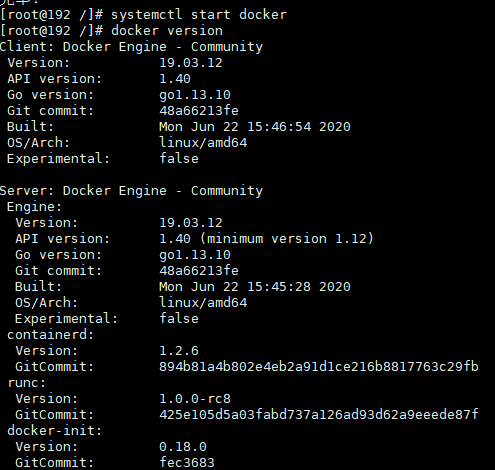 [root@192 /]# systemctl start docker
[root@192 /]# docker version
Client: Docker Engine - Community
 Version:           19.03.12
 API version:       1.40
 Go version:        go1.13.10
 Git commit:        48a66213fe
 Built:             Mon Jun 22 15:46:54 2020
 OS/Arch:           linux/amd64
 Experimental:      false

Server: Docker Engine - Community
 Engine:
  Version:          19.03.12
  API version:      1.40 (minimum version 1.12)
  Go version:       go1.13.10
  Git commit:       48a66213fe
  Built:            Mon Jun 22 15:45:28 2020
  OS/Arch:          linux/amd64
  Experimental:     false
 containerd:
  Version:          1.2.6
  GitCommit:        894b81a4b802e4eb2a91d1ce216b8817763c29fb
 runc:
  Version:          1.0.0-rc8
  GitCommit:        425e105d5a03fabd737a126ad93d62a9eeede87f
 docker-init:
  Version:          0.18.0
  GitCommit:        fec3683